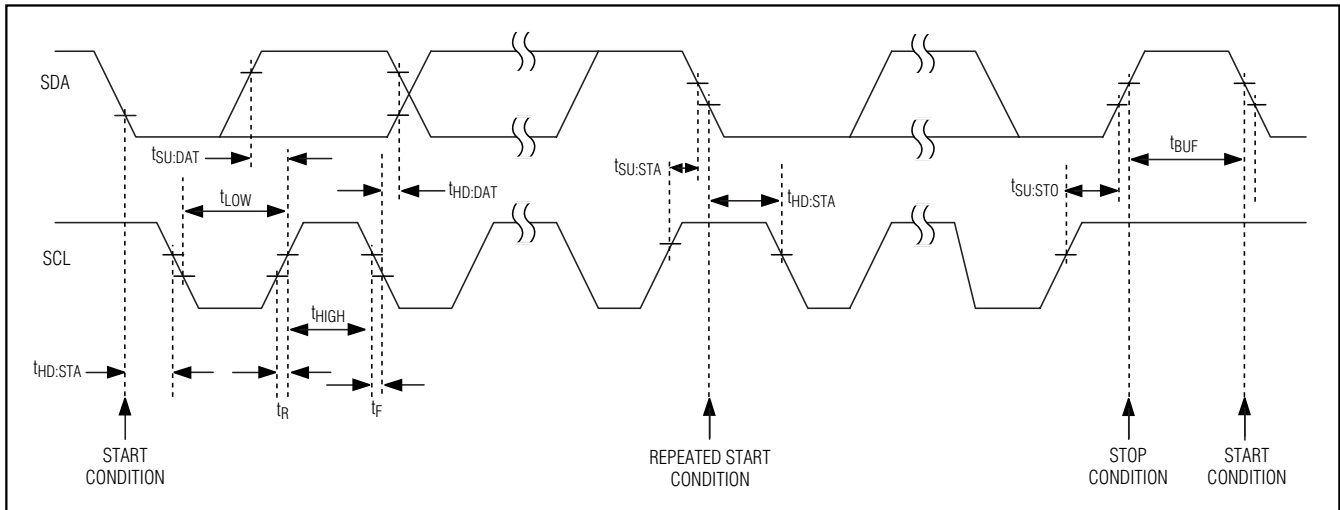 SDA
tSU:DAT
tLOW
tHD:DAT
tSU:STA
tHD:STA
tSU:STO
tBUF
SCL
tHIGH
tHD:STA
tR
tF
START
CONDITION
REPEATED START
CONDITION
STOP
CONDITION
START
CONDITION